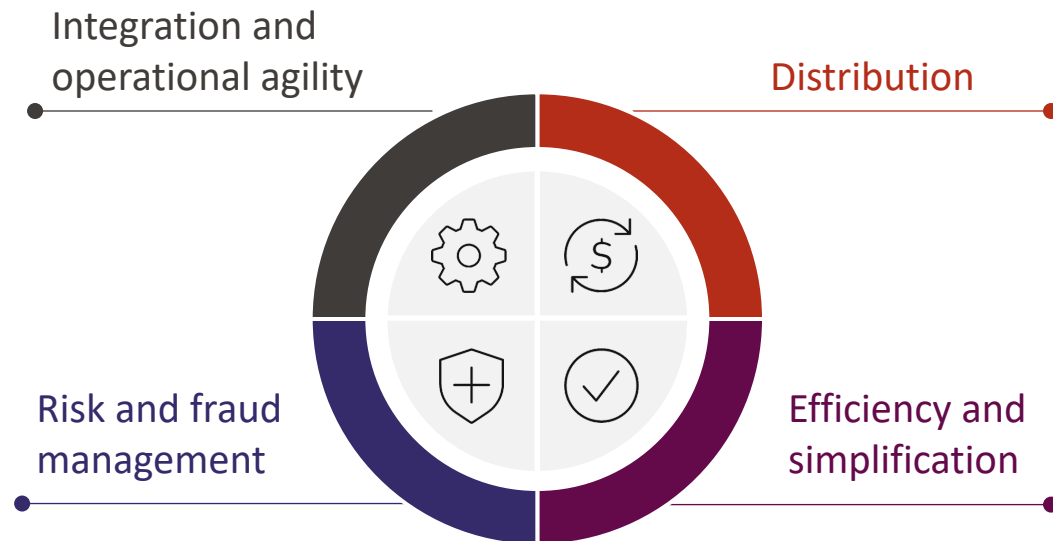 Integration and
operational agility
Distribution
$
Risk and fraud
management
Efficiency and
simplification